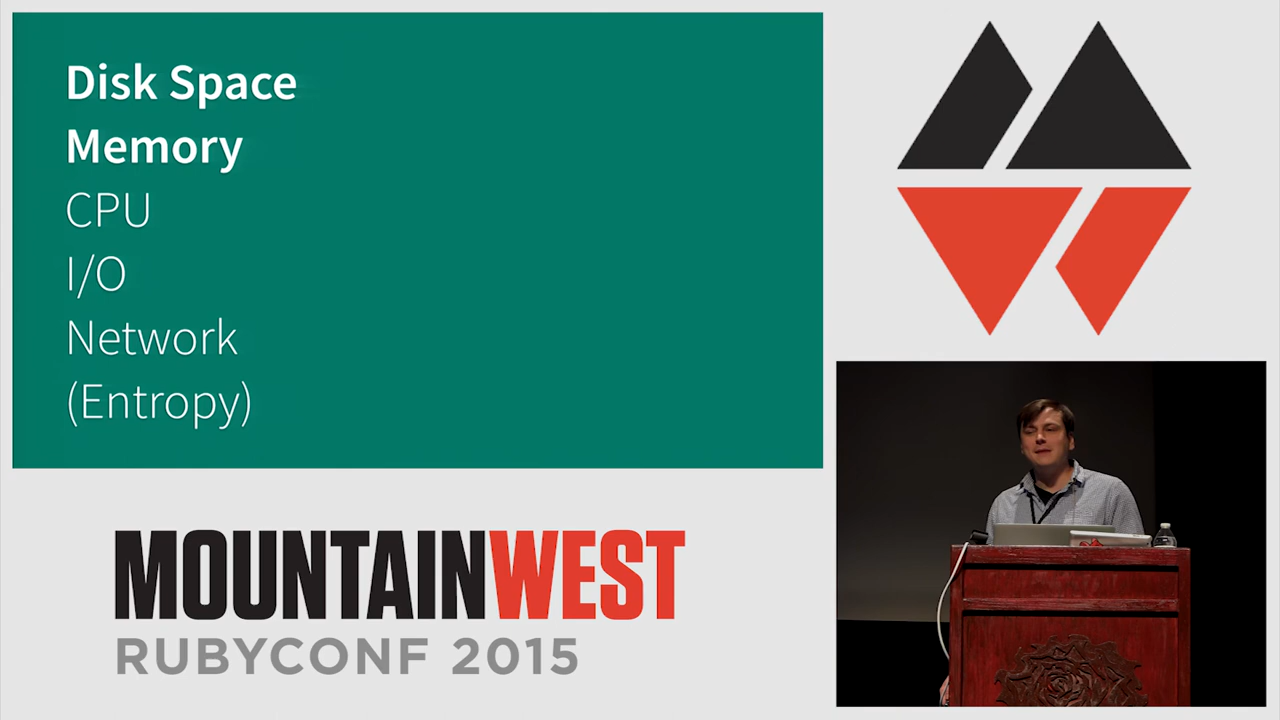 Disk Space
Memory
CPU
I/O
Network
(Entropy)
MOUNTAINWEST
RUBYCONF 2015